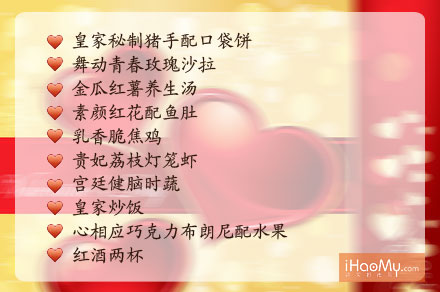 皇家秘制猪手配口袋饼
舞动青春玫瑰沙拉
金瓜红薯养生汤
素颜红花配鱼肚
乳香脆焦鸡
贵妃荔枝灯笼虾
宫廷健脑时蔬
皇家炒饭
心相应巧克力布朗尼配水果
红酒两杯
iHaoMy.com